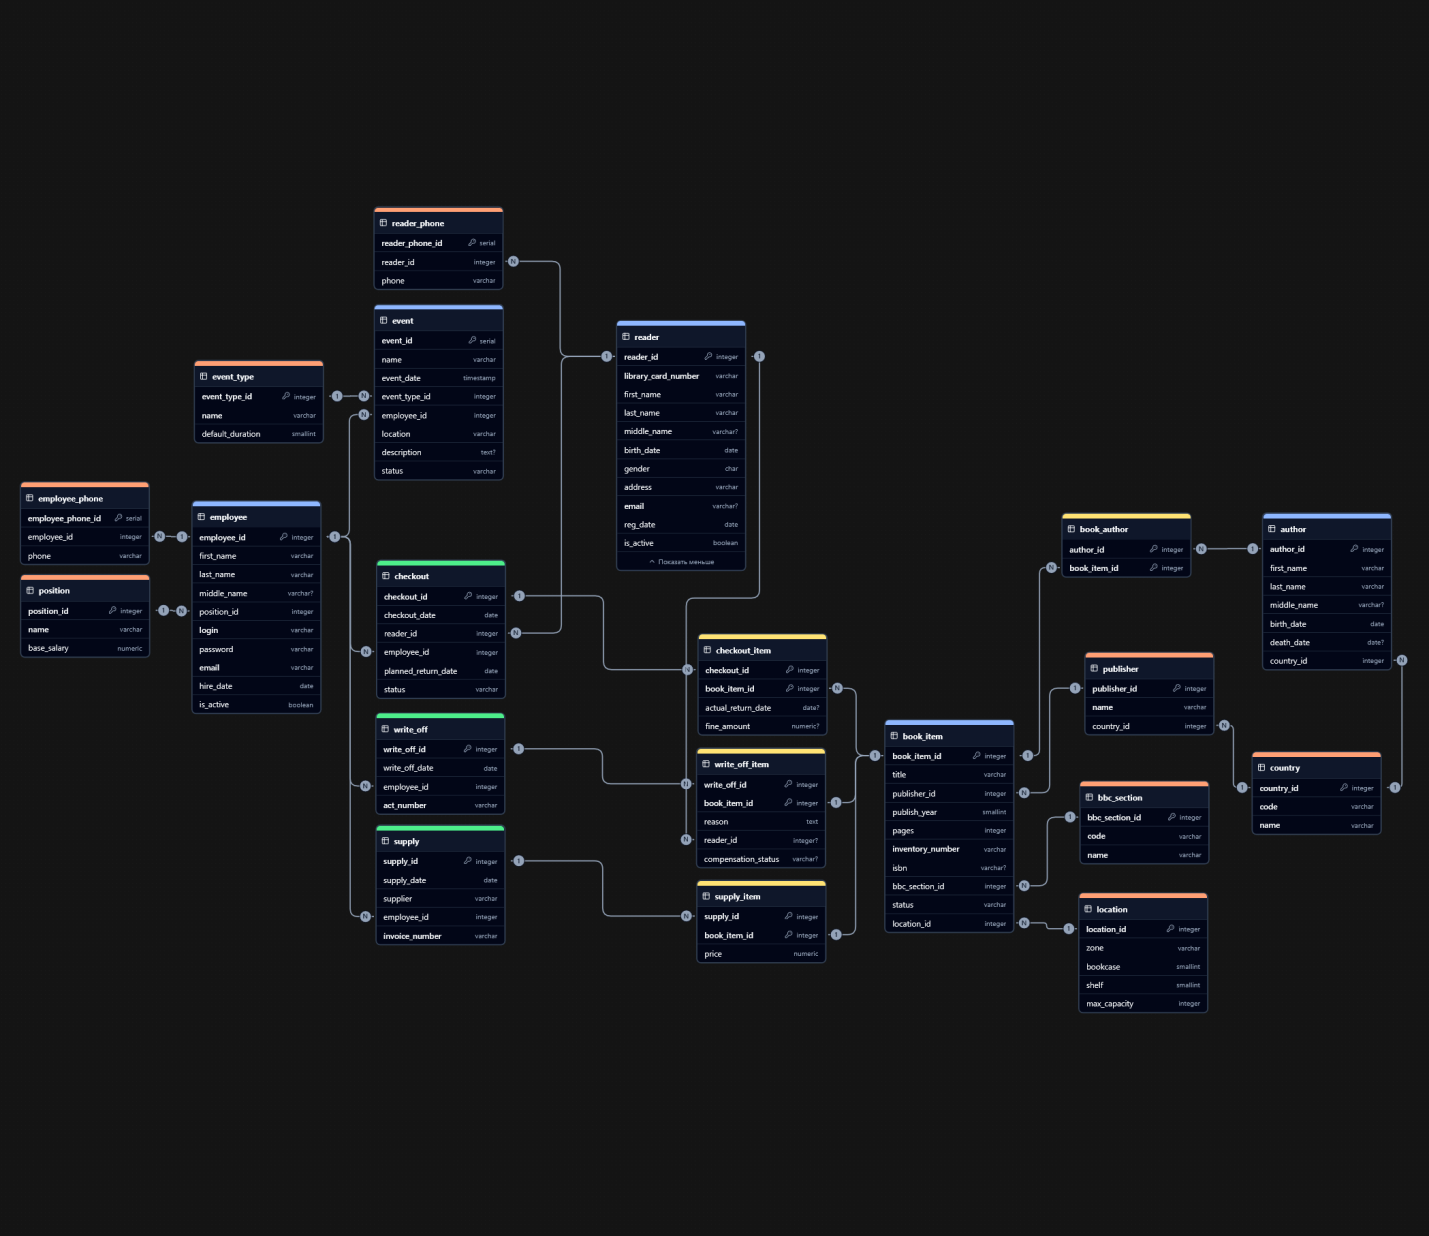 reader_phone
reader_phone_id serial
reader_id integer
phone varchar
event
event_id serial
name varchar
event_date timestamp
event_type_id integer
employee_id integer
location varchar
description text?
status varchar
event_type
event_type_id integer
name varchar
default_duration smallint
employee_phone
employee_phone_id serial
employee_id integer
phone varchar
position
position_id integer
name varchar
base_salary numeric
employee
employee_id integer
first_name varchar
last_name varchar
middle_name varchar?
position_id integer
login varchar
password varchar
email varchar
hire_date date
is_active boolean
reader
reader_id integer
library_card_number varchar
first_name varchar
last_name varchar
middle_name varchar?
birth_date date
gender char
address varchar
email varchar?
reg_date date
is_active boolean
Показать меньше
checkout
checkout_id integer
checkout_date date
reader_id integer
employee_id integer
planned_return_date date
status varchar
write_off
write_off_id integer
write_off_date date
employee_id integer
act_number varchar
supply
supply_id integer
supply_date date
supplier varchar
employee_id integer
invoice_number varchar
checkout_item
checkout_id integer
book_item_id integer
actual_return_date date?
fine_amount numeric?
write_off_item
write_off_id integer
book_item_id integer
reason text
reader_id integer?
compensation_status varchar?
supply_item
supply_id integer
book_item_id integer
price numeric
book_item
book_item_id integer
title varchar
publisher_id integer
publish_year smallint
pages integer
inventory_number varchar
isbn varchar?
bbc_section_id integer
status varchar
location_id integer
book_author
author_id integer
book_item_id integer
author
author_id integer
first_name varchar
last_name varchar
middle_name varchar?
birth_date date
death_date date?
country_id integer
publisher
publisher_id integer
name varchar
country_id integer
country
country_id integer
code varchar
name varchar
bbc_section
bbc_section_id integer
code varchar
name varchar
location
location_id integer
zone varchar
bookcase smallint
shelf smallint
max_capacity integer